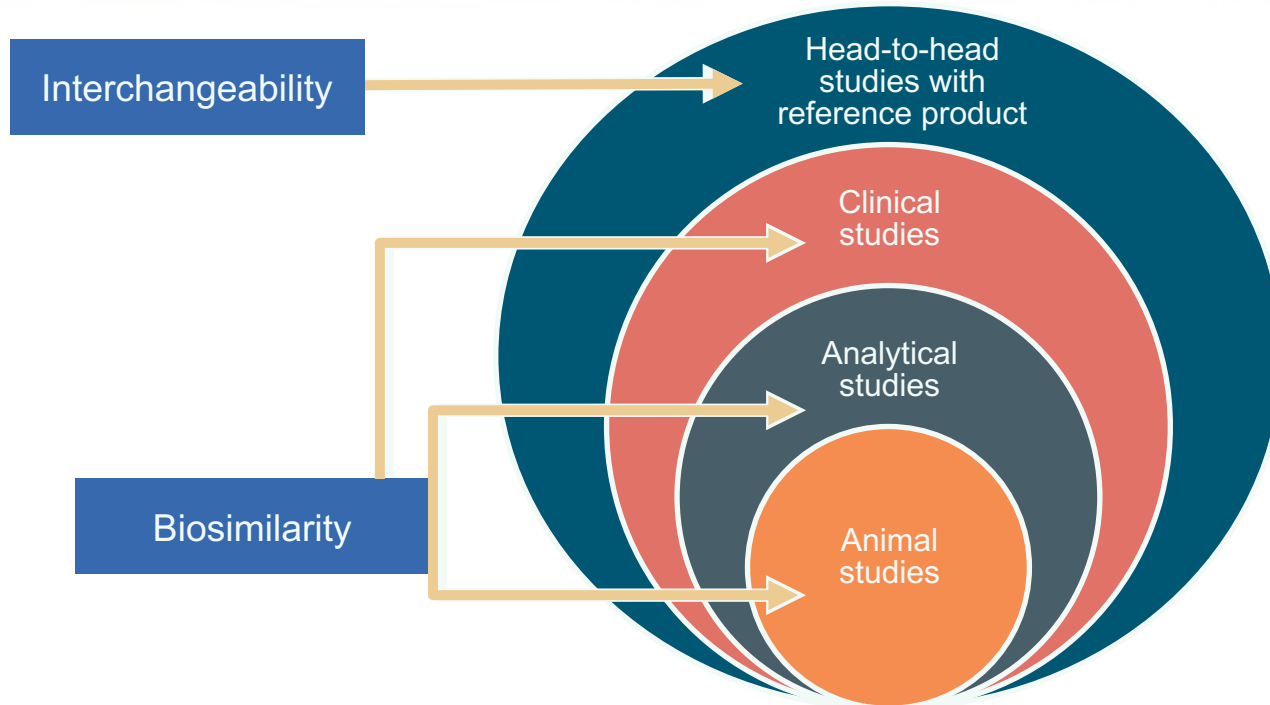 Interchangeability
Head-to-head
studies with
reference product
Clinical
studies
Analytical
studies
Biosimilarity
Animal
studies